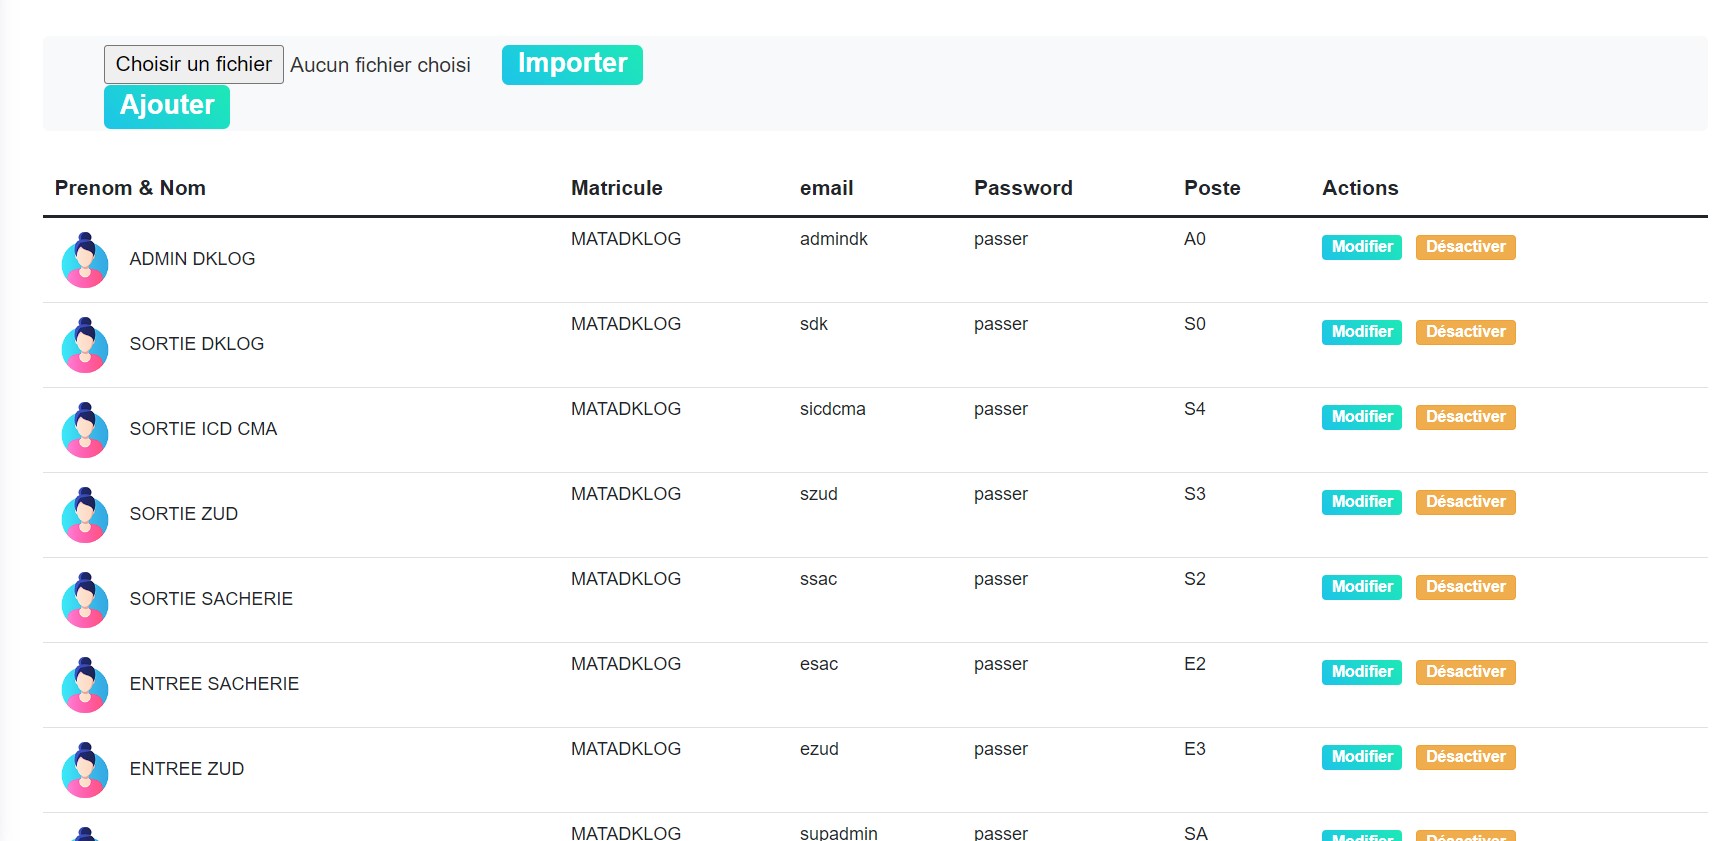 Choisir un fichier Aucun fichier choisi Importer
Ajouter
Prenom & Nom Matricule email Password Poste Actions
ADMIN DKLOG MATADKLOG admindk passer A0 Modifier Désactiver
SORTIE DKLOG MATADKLOG sdk passer S0 Modifier Désactiver
SORTIE ICD CMA MATADKLOG sicdcma passer S4 Modifier Désactiver
SORTIE ZUD MATADKLOG szud passer S3 Modifier Désactiver
SORTIE SACHERIE MATADKLOG ssac passer S2 Modifier Désactiver
ENTREE SACHERIE MATADKLOG esac passer E2 Modifier Désactiver
ENTREE ZUD MATADKLOG ezud passer E3 Modifier Désactiver
MATADKLOG supadmin passer SA Modifier Désactiver